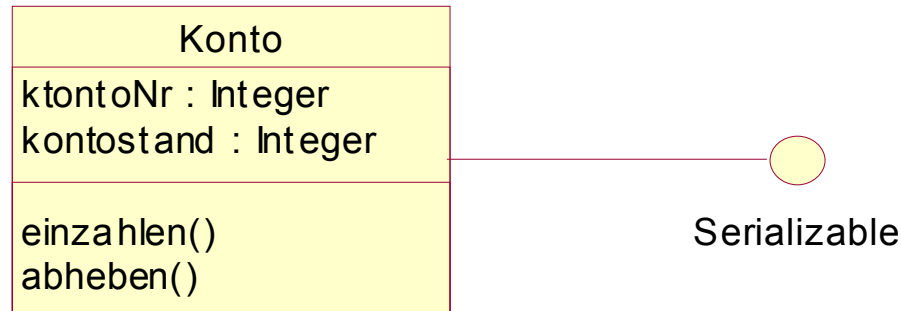 Konto
ktontoNr : Integer
kontostand : Integer
einzahlen()
abheben()
Serializable